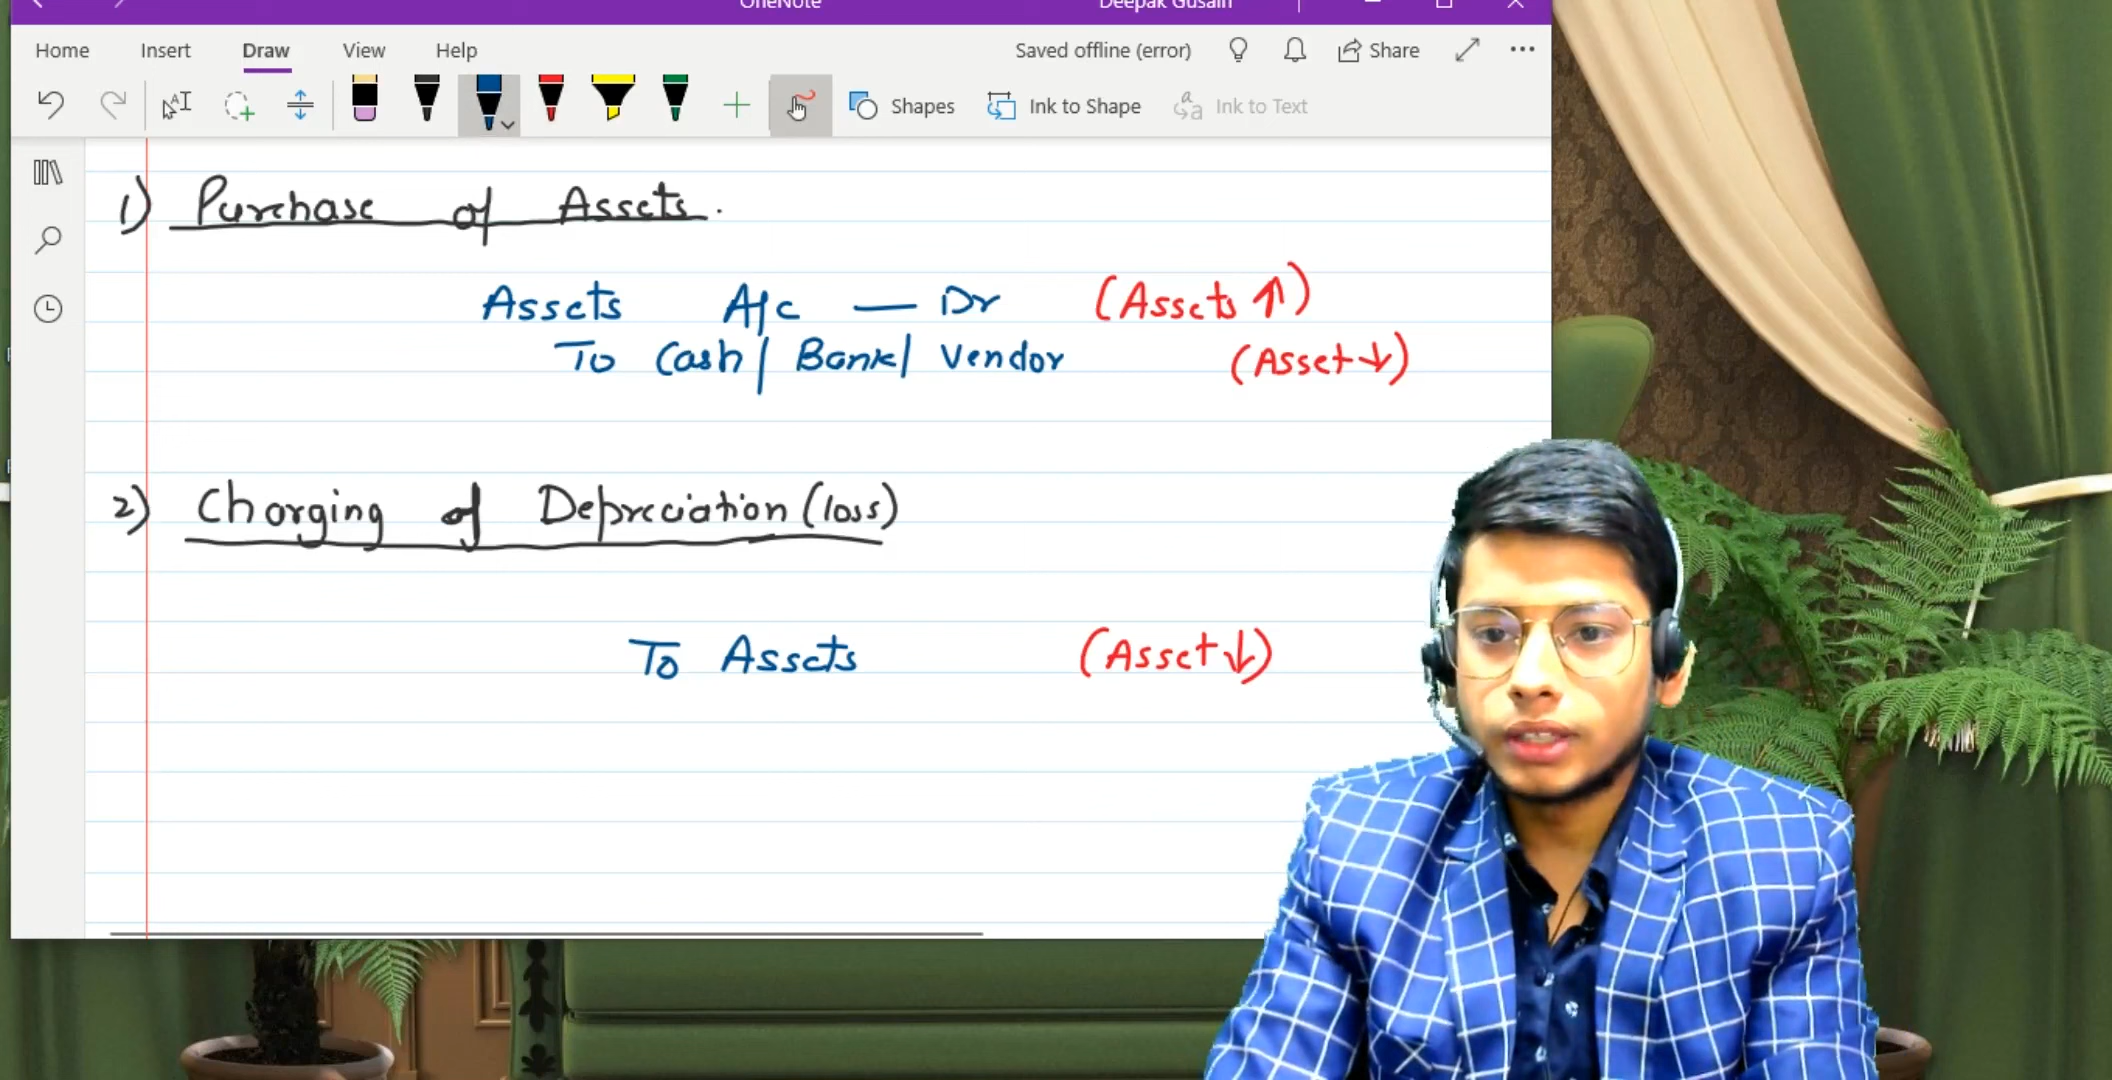 OneNote
Deepak Gusain
Home Insert Draw View Help
Saved offline (error) Share
Shapes Ink to Shape Ink to Text
1) Purchase of Assets.
Assets A/c — Dr (Assets ↑)
To Cash/ Bank/ Vendor (Asset ↓)
2) Charging of Depreciation (loss)
To Assets (Asset ↓)